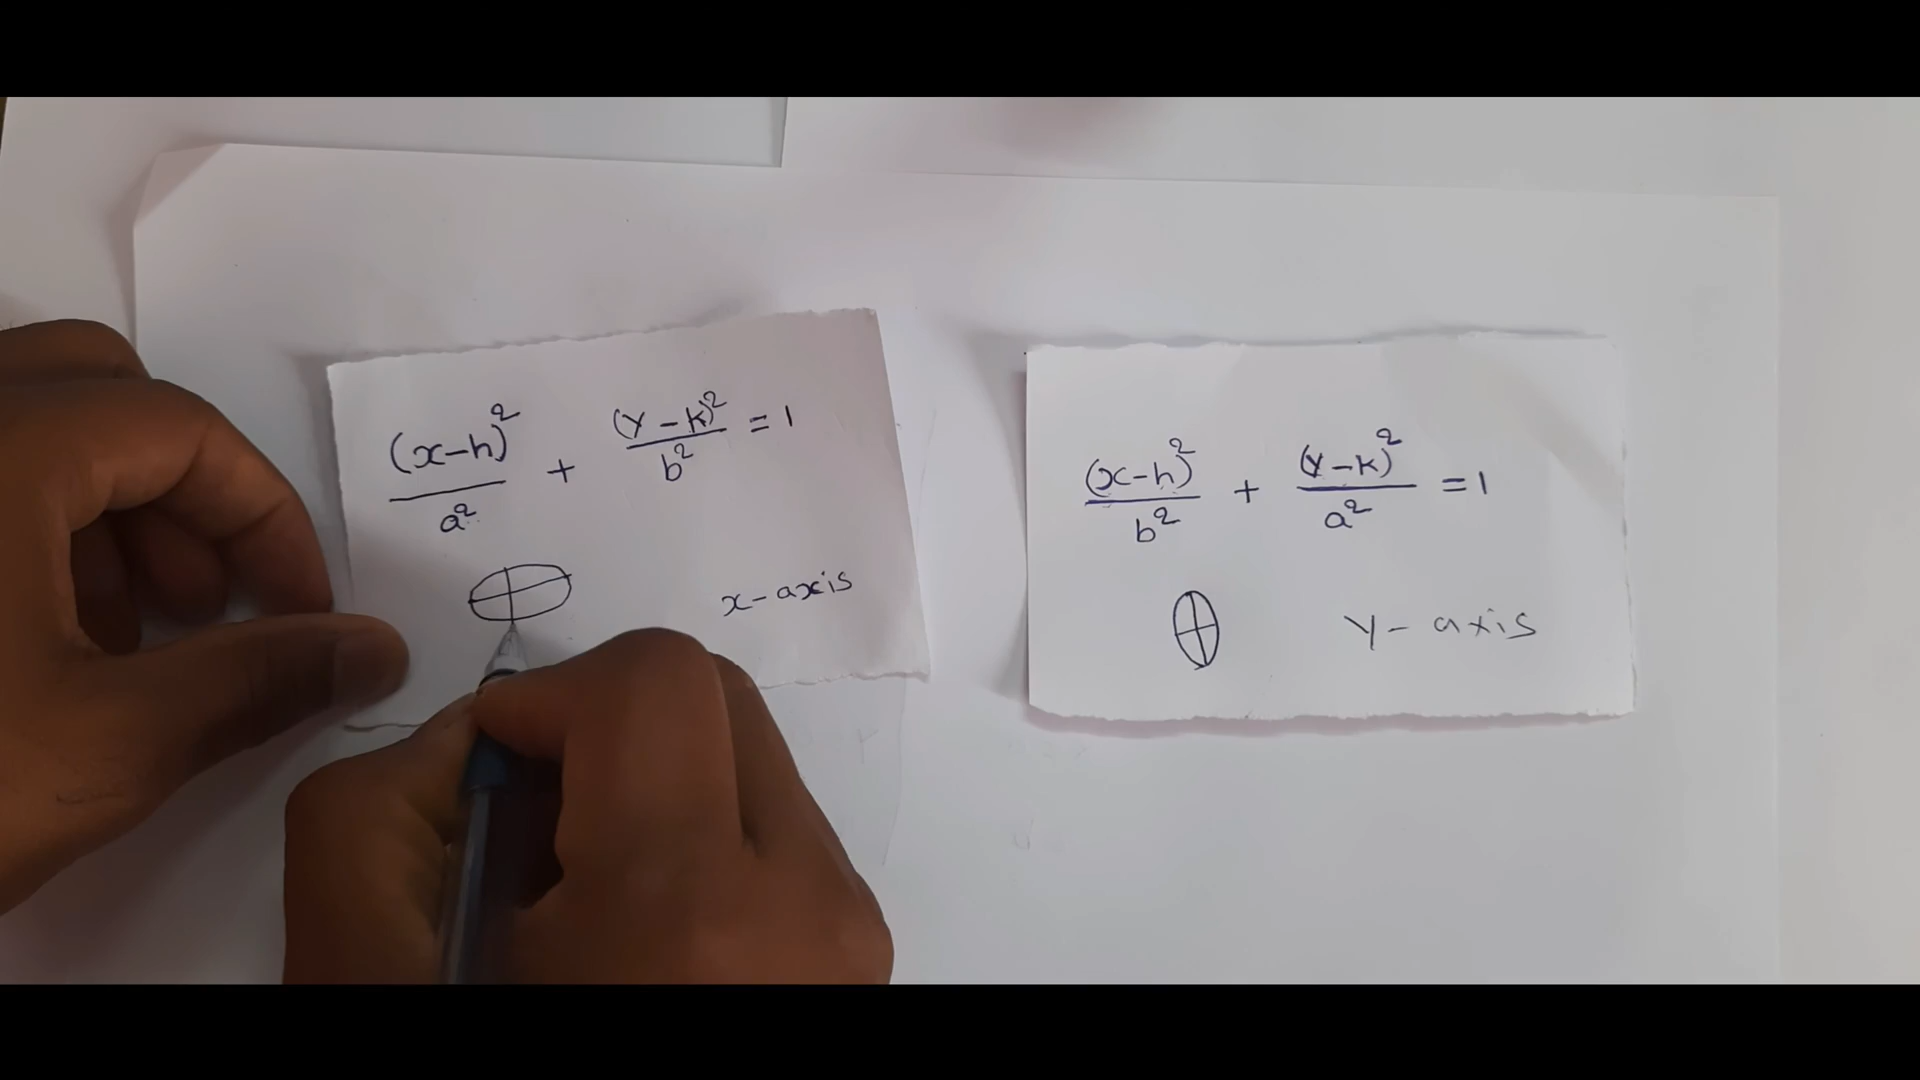 (x-h)² / a² + (y-k)² / b² = 1
x-axis
(x-h)² / b² + (y-k)² / a² = 1
y-axis